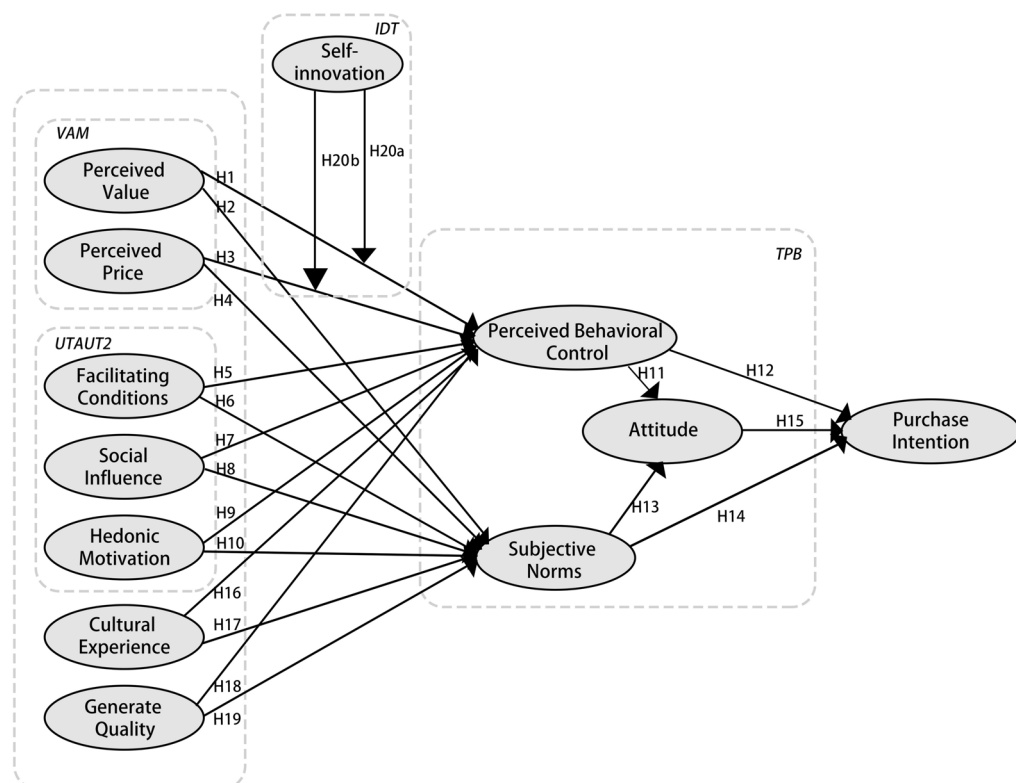 IDT
Self-
innovation
H20b
H20a
VAM
Perceived
Value
H1
H2
Perceived
Price
H3
H4
UTAUT2
Facilitating
Conditions
H5
H6
Social
Influence
H7
H8
Hedonic
Motivation
H9
H10
Cultural
Experience
H16
H17
Generate
Quality
H18
H19
TPB
Perceived Behavioral
Control
H11
H12
Attitude
H15
H13
H14
Subjective
Norms
Purchase
Intention